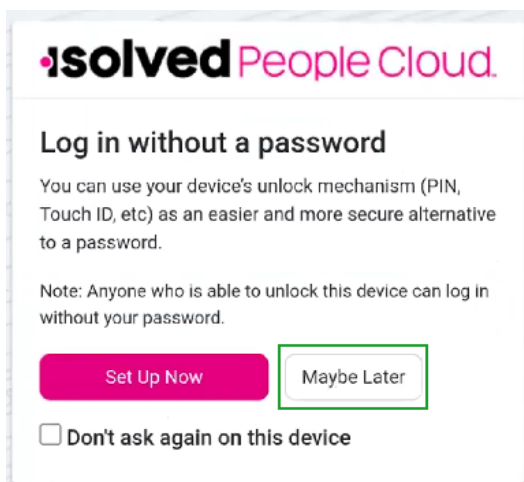 isolved People Cloud.
Log in without a password
You can use your device's unlock mechanism (PIN,
Touch ID, etc) as an easier and more secure alternative
to a password.
Note: Anyone who is able to unlock this device can log in
without your password.
Set Up Now
Maybe Later
Don't ask again on this device